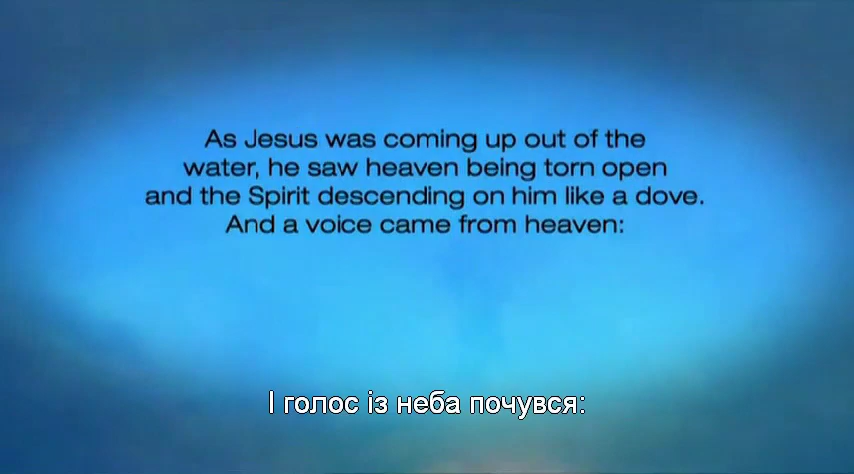 As Jesus was coming up out of the
water, he saw heaven being torn open
and the Spirit descending on him like a dove.
And a voice came from heaven:
І голос із неба почувся: